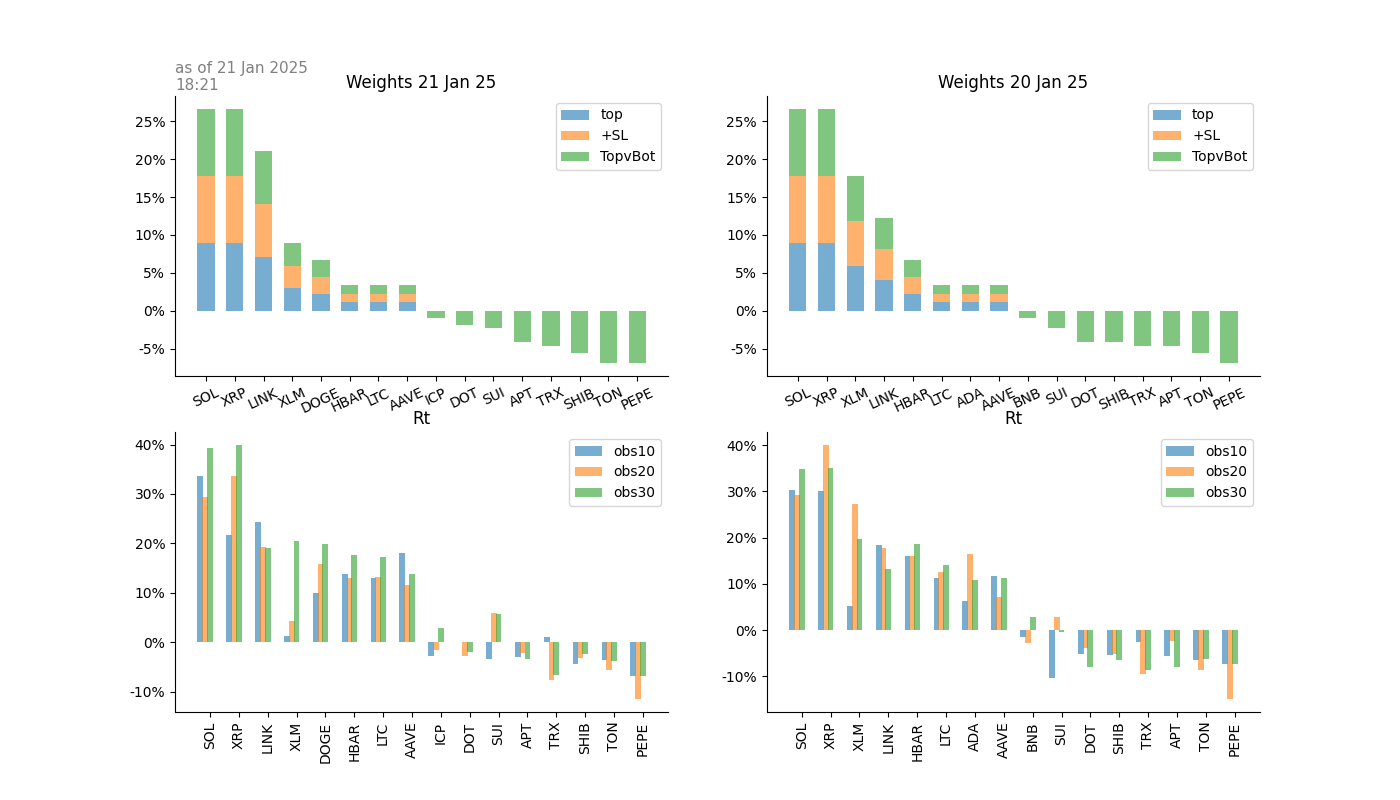 as of 21 Jan 2025
18:21
Weights 21 Jan 25
25%
20%
15%
10%
5%
0%
-5%
top
+SL
TopvBot
SOL XRP LINK XLM DOGE HBAR LTC AAVE ICP DOT SUI APT TRX SHIB TON PEPE
Weights 20 Jan 25
25%
20%
15%
10%
5%
0%
-5%
top
+SL
TopvBot
SOL XRP XLM LINK HBAR LTC ADA AAVE BNB SUI DOT SHIB TRX APT TON PEPE
Rt
40%
30%
20%
10%
0%
-10%
obs10
obs20
obs30
SOL XRP LINK XLM DOGE HBAR LTC AAVE ICP DOT SUI APT TRX SHIB TON PEPE
Rt
40%
30%
20%
10%
0%
-10%
obs10
obs20
obs30
SOL XRP XLM LINK HBAR LTC ADA AAVE BNB SUI DOT SHIB TRX APT TON PEPE